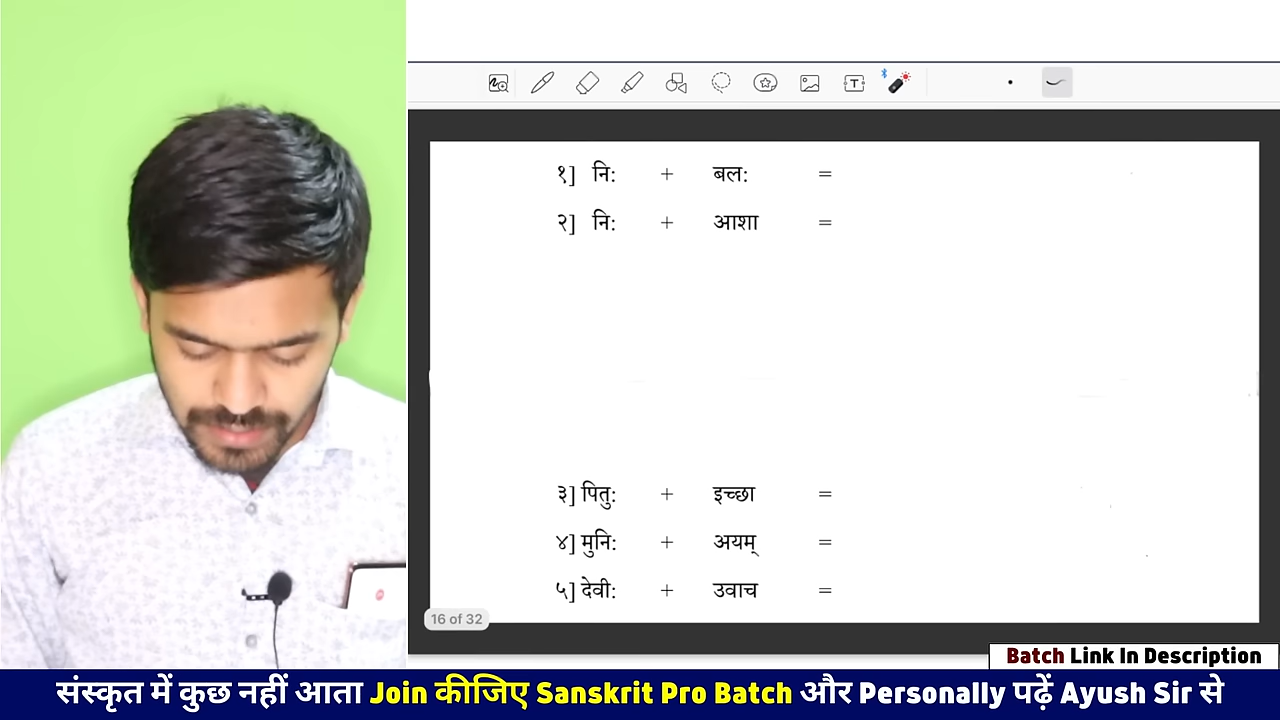 १] नि: + बल: =
२] नि: + आशा =
३] पितु: + इच्छा =
४] मुनि: + अयम् =
५] देवी: + उवाच =
16 of 32
Batch Link In Description
संस्कृत में कुछ नहीं आता Join कीजिए Sanskrit Pro Batch और Personally पढ़ें Ayush Sir से